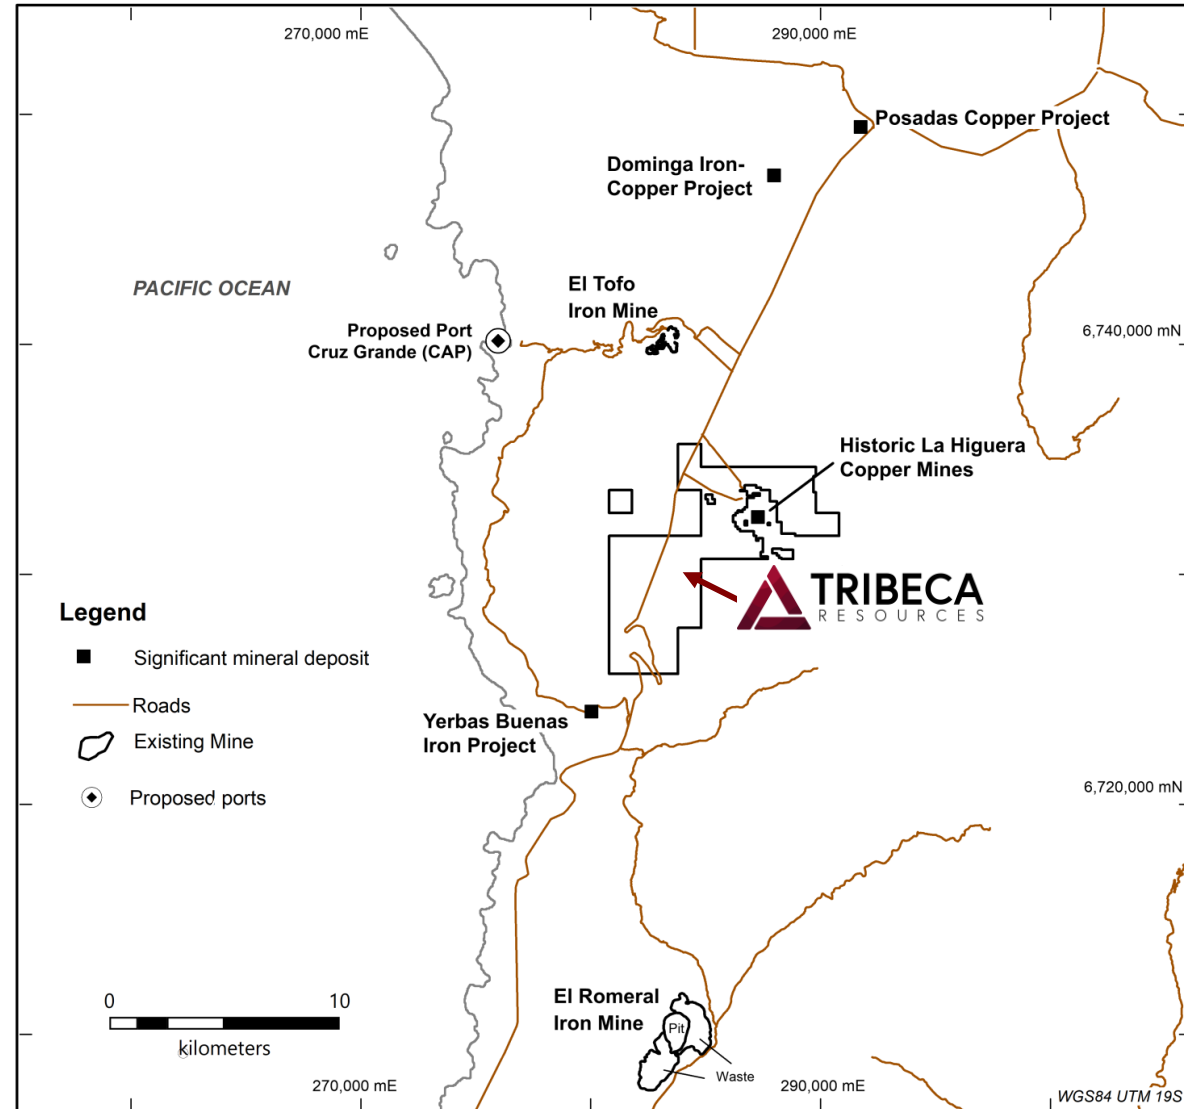 270,000 mE
290,000 mE
Posadas Copper Project
Dominga Iron-
Copper Project
PACIFIC OCEAN
El Tofo
Iron Mine
Proposed Port
Cruz Grande (CAP)
6,740,000 mN
Historic La Higuera
Copper Mines
TRIBECA
RESOURCES
Legend
Significant mineral deposit
Roads
Existing Mine
Proposed ports
Yerbas Buenas
Iron Project
6,720,000 mN
0 10
kilometers
El Romeral
Iron Mine
Pit
Waste
270,000 mE
290,000 mE
WGS84 UTM 19S